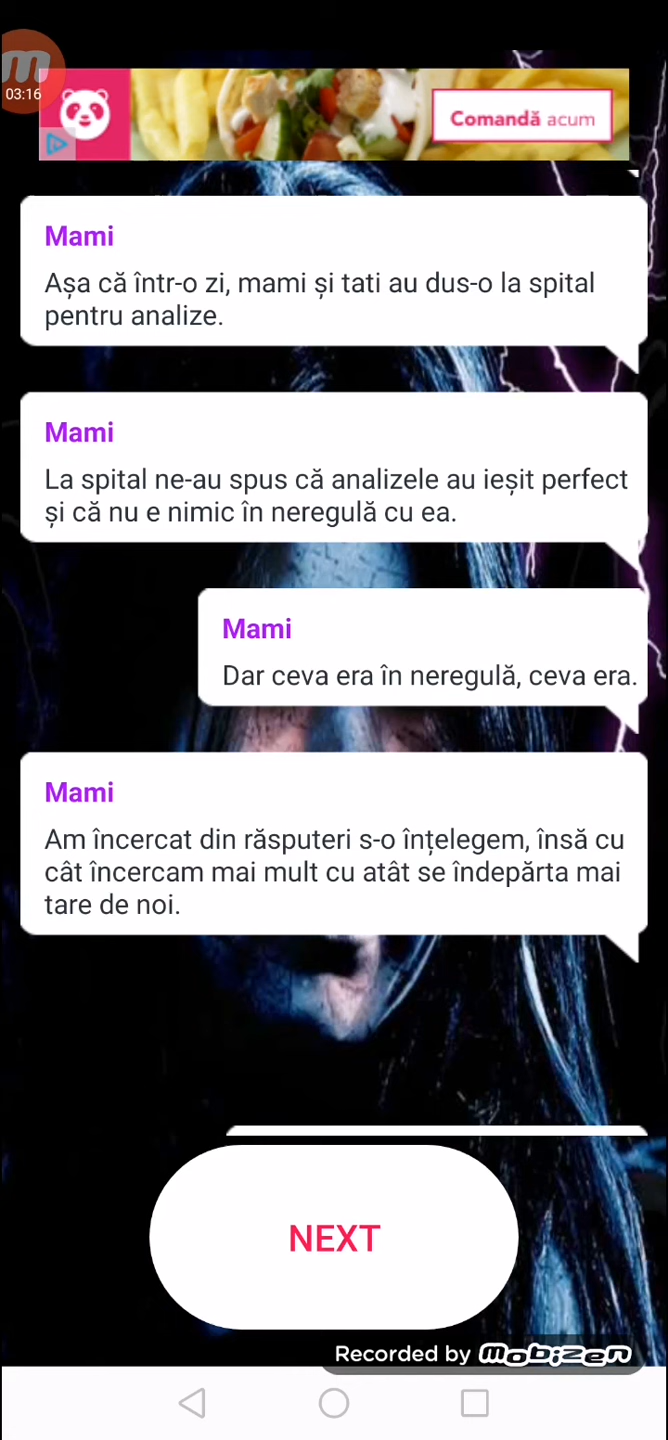 03:16
Comandă acum
Mami
Așa că într-o zi, mami și tati au dus-o la spital
pentru analize.
Mami
La spital ne-au spus că analizele au ieșit perfect
și că nu e nimic în neregulă cu ea.
Mami
Dar ceva era în neregulă, ceva era.
Mami
Am încercat din răsputeri s-o înțelegem, însă cu
cât încercam mai mult cu atât se îndepărta mai
tare de noi.
NEXT
Recorded by mobizen